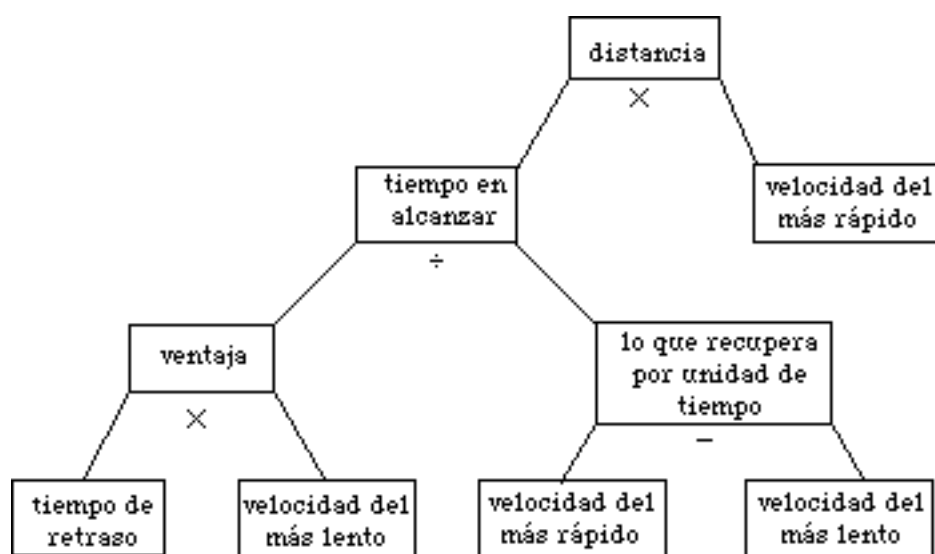 distancia
×
tiempo en
alcanzar
÷
velocidad del
más rápido
ventaja
×
lo que recupera
por unidad de
tiempo
−
tiempo de
retraso
velocidad del
más lento
velocidad del
más rápido
velocidad del
más lento